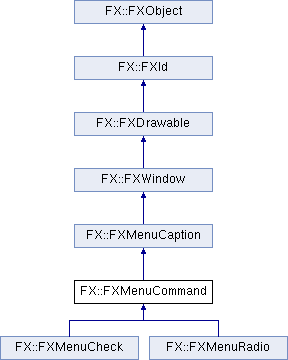 FX::FXObject
FX::FXId
FX::FXDrawable
FX::FXWindow
FX::FXMenuCaption
FX::FXMenuCommand
FX::FXMenuCheck
FX::FXMenuRadio